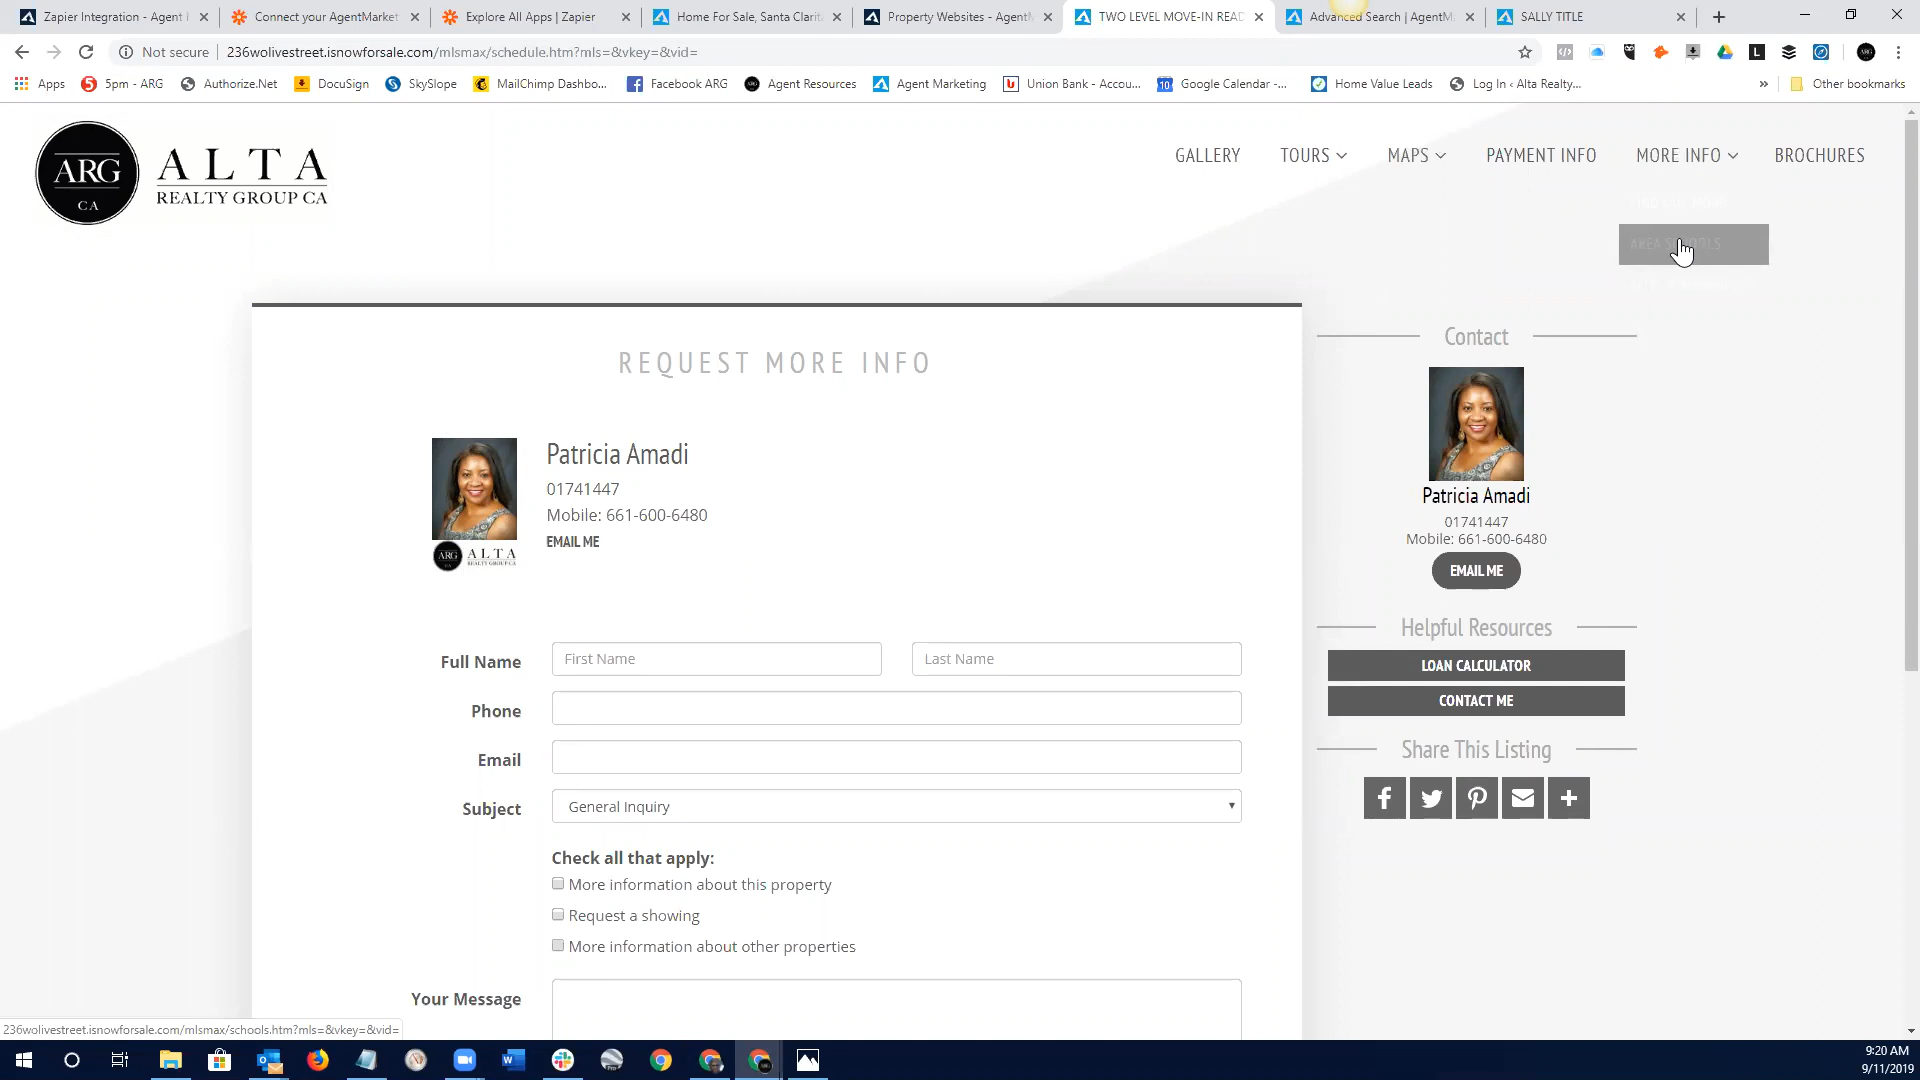 Zapier Integration - Agent
Connect your AgentMarket
Explore All Apps | Zapier
Home For Sale, Santa Clarit
Property Websites - AgentM
TWO LEVEL MOVE-IN READ
Advanced Search | AgentM
SALLY TITLE
Not secure
236wolivestreet.isnowforsale.com/mlsmax/schedule.htm?mls=&vkey=&vid=
Apps
5pm - ARG
Authorize.Net
DocuSign
SkySlope
MailChimp Dashbo...
Facebook ARG
Agent Resources
Agent Marketing
Union Bank - Accou...
Google Calendar -...
Home Value Leads
Log In ‹ Alta Realty...
»
Other bookmarks
ARG
CA
ALTA
REALTY GROUP CA
GALLERY
TOURS
MAPS
PAYMENT INFO
MORE INFO
BROCHURES
AREA SCHOOLS
REQUEST MORE INFO
Patricia Amadi
01741447
Mobile: 661-600-6480
EMAIL ME
ARG
ALTA
REALTY GROUP CA
Full Name
First Name
Last Name
Phone
Email
Subject
General Inquiry
Check all that apply:
More information about this property
Request a showing
More information about other properties
Your Message
Contact
Patricia Amadi
01741447
Mobile: 661-600-6480
EMAIL ME
Helpful Resources
LOAN CALCULATOR
CONTACT ME
Share This Listing
236wolivestreet.isnowforsale.com/mlsmax/schools.htm?mls=&vkey=&vid=
9:20 AM
9/11/2019